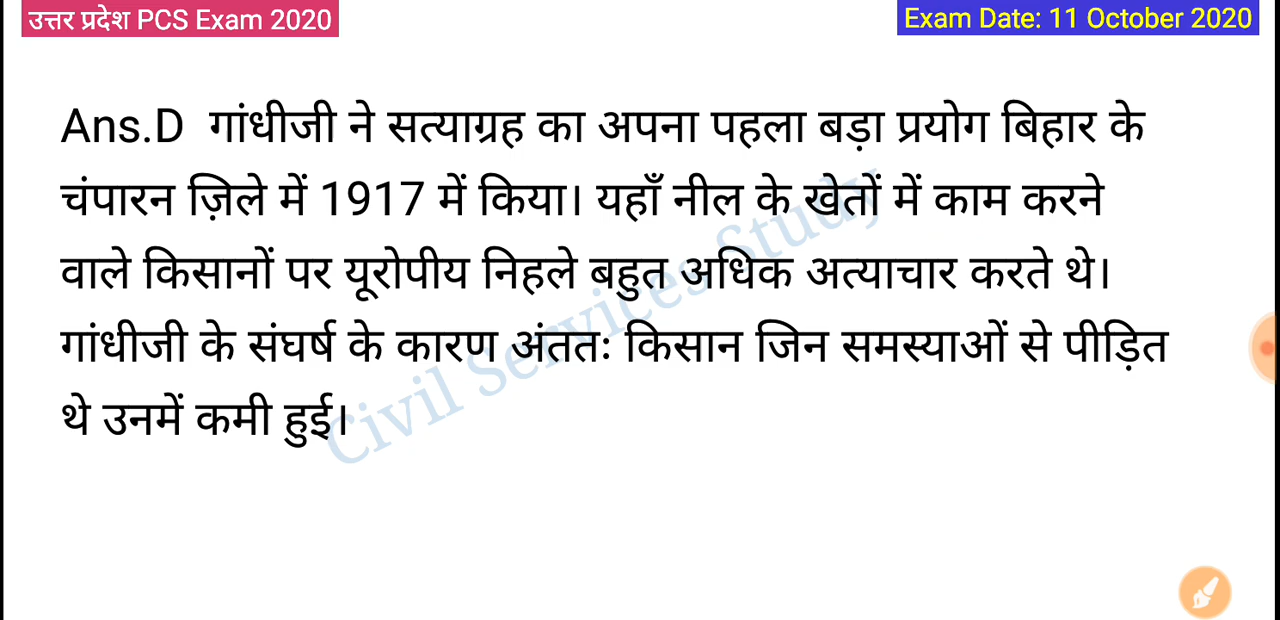 उत्तर प्रदेश PCS Exam 2020
Exam Date: 11 October 2020
Ans.D गांधीजी ने सत्याग्रह का अपना पहला बड़ा प्रयोग बिहार के
चंपारन ज़िले में 1917 में किया। यहाँ नील के खेतों में काम करने
वाले किसानों पर यूरोपीय निहले बहुत अधिक अत्याचार करते थे।
गांधीजी के संघर्ष के कारण अंततः किसान जिन समस्याओं से पीड़ित
थे उनमें कमी हुई।
Civil Services Study